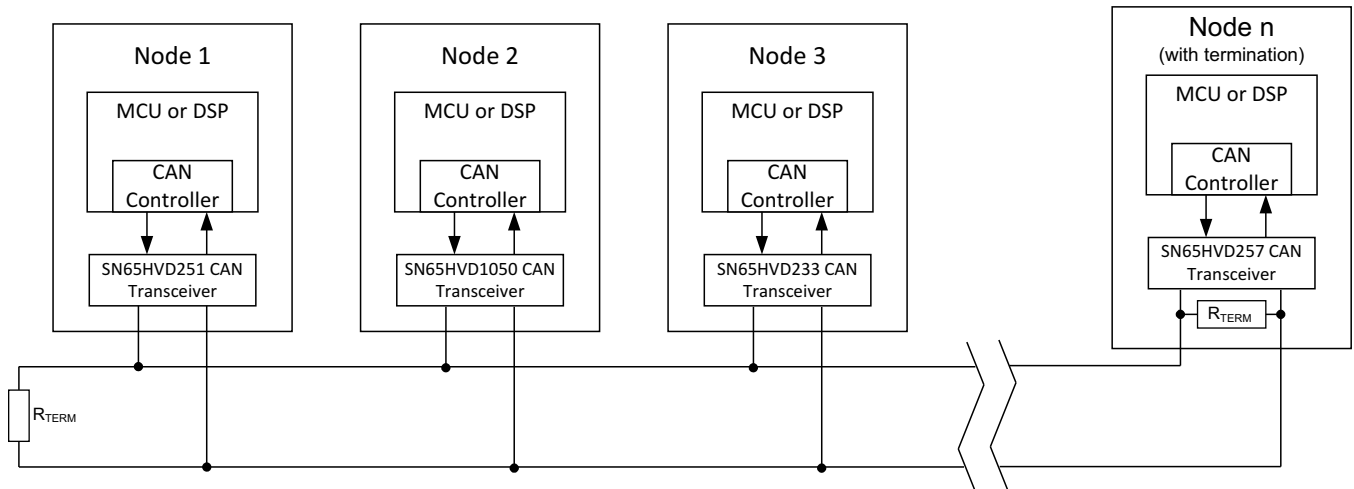 Node 1
MCU or DSP
CAN
Controller
SN65HVD251 CAN
Transceiver
Node 2
MCU or DSP
CAN
Controller
SN65HVD1050 CAN
Transceiver
Node 3
MCU or DSP
CAN
Controller
SN65HVD233 CAN
Transceiver
Node n
(with termination)
MCU or DSP
CAN
Controller
SN65HVD257 CAN
Transceiver
RTERM
RTERM